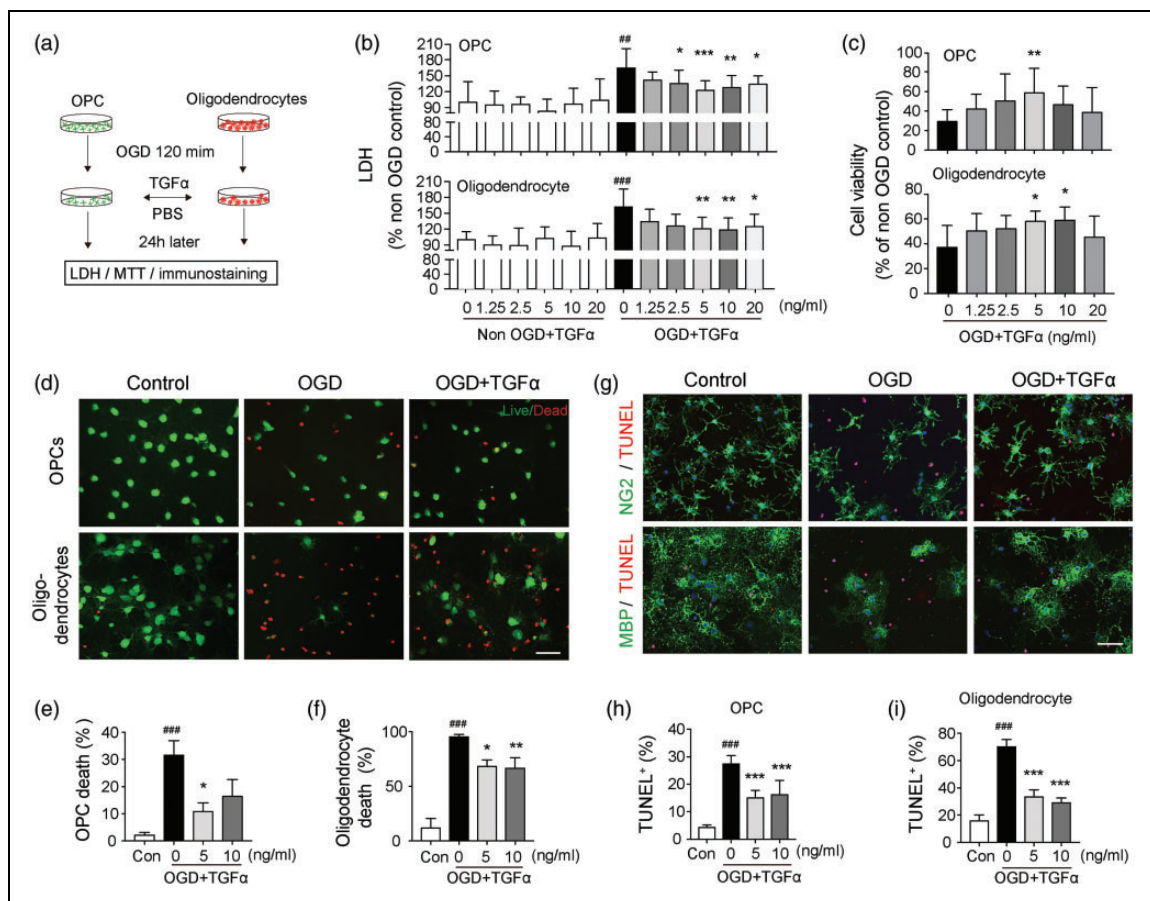 (a)
OPC
Oligodendrocytes
OGD 120 mim
TGFα
PBS
24h later
LDH / MTT / immunostaining
(b)
LDH
(% non OGD control)
OPC
210
180
150
120
90
80
60
40
20
0
##
*
***
**
*
Oligodendrocyte
210
180
150
120
90
80
60
40
20
0
###
**
**
*
0 1.25 2.5 5 10 20 0 1.25 2.5 5 10 20 (ng/ml)
Non OGD+TGFα OGD+TGFα
(c)
Cell viability
(% of non OGD control)
OPC
100
80
60
40
20
0
**
Oligodendrocyte
80
60
40
20
0
*
*
0 1.25 2.5 5 10 20
OGD+TGFα (ng/ml)
(d)
Control OGD OGD+TGFα
Live/Dead
OPCs
Oligo-
dendrocytes
(g)
Control OGD OGD+TGFα
NG2 / TUNEL
MBP/ TUNEL
(e)
OPC death (%)
40
30
20
10
0
###
*
Con 0 5 10 (ng/ml)
OGD+TGFα
(f)
Oligodendrocyte
death (%)
100
50
0
###
*
**
Con 0 5 10 (ng/ml)
OGD+TGFα
(h)
OPC
TUNEL+ (%)
40
30
20
10
0
###
***
***
Con 0 5 10 (ng/ml)
OGD+TGFα
(i)
Oligodendrocyte
TUNEL+ (%)
80
60
40
20
0
###
***
***
Con 0 5 10 (ng/ml)
OGD+TGFα